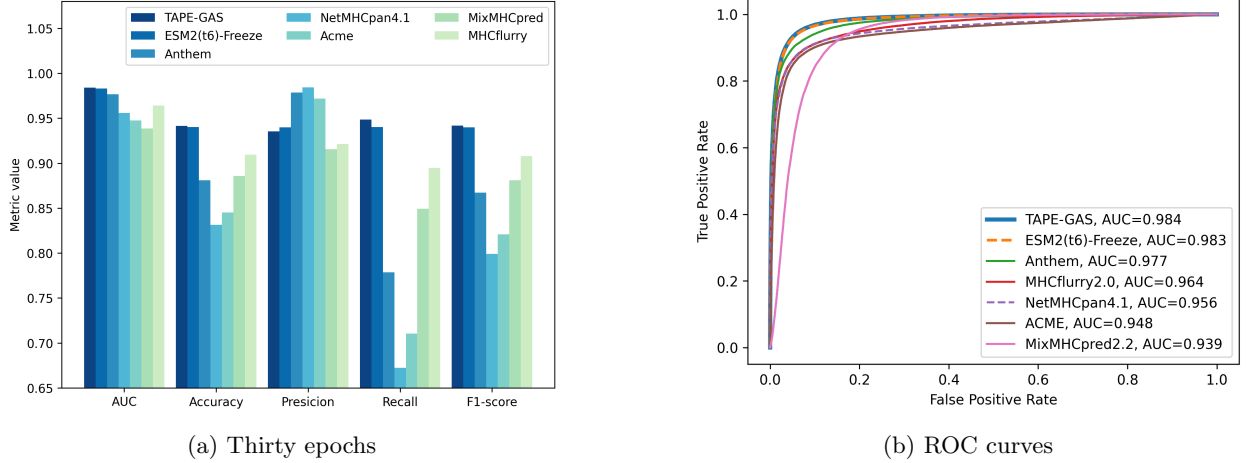 TAPE-GAS
ESM2(t6)-Freeze
Anthem
NetMHCpan4.1
Acme
MixMHCpred
MHCflurry
1.05
1.00
0.95
0.90
0.85
0.80
0.75
0.70
0.65
Metric value
AUC Accuracy Presicion Recall F1-score
(a) Thirty epochs
1.0
0.8
0.6
0.4
0.2
0.0
True Positive Rate
TAPE-GAS, AUC=0.984
ESM2(t6)-Freeze, AUC=0.983
Anthem, AUC=0.977
MHCflurry2.0, AUC=0.964
NetMHCpan4.1, AUC=0.956
ACME, AUC=0.948
MixMHCpred2.2, AUC=0.939
0.0 0.2 0.4 0.6 0.8 1.0
False Positive Rate
(b) ROC curves